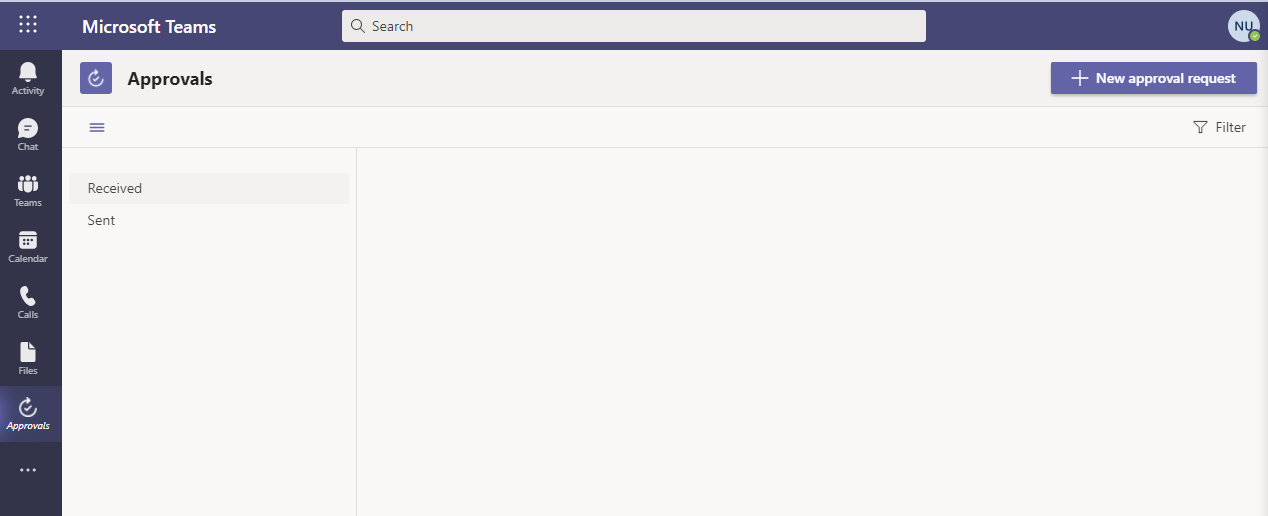 Microsoft Teams
Search
NU
Activity
Chat
Teams
Calendar
Calls
Files
Approvals
Approvals
New approval request
Filter
Received
Sent